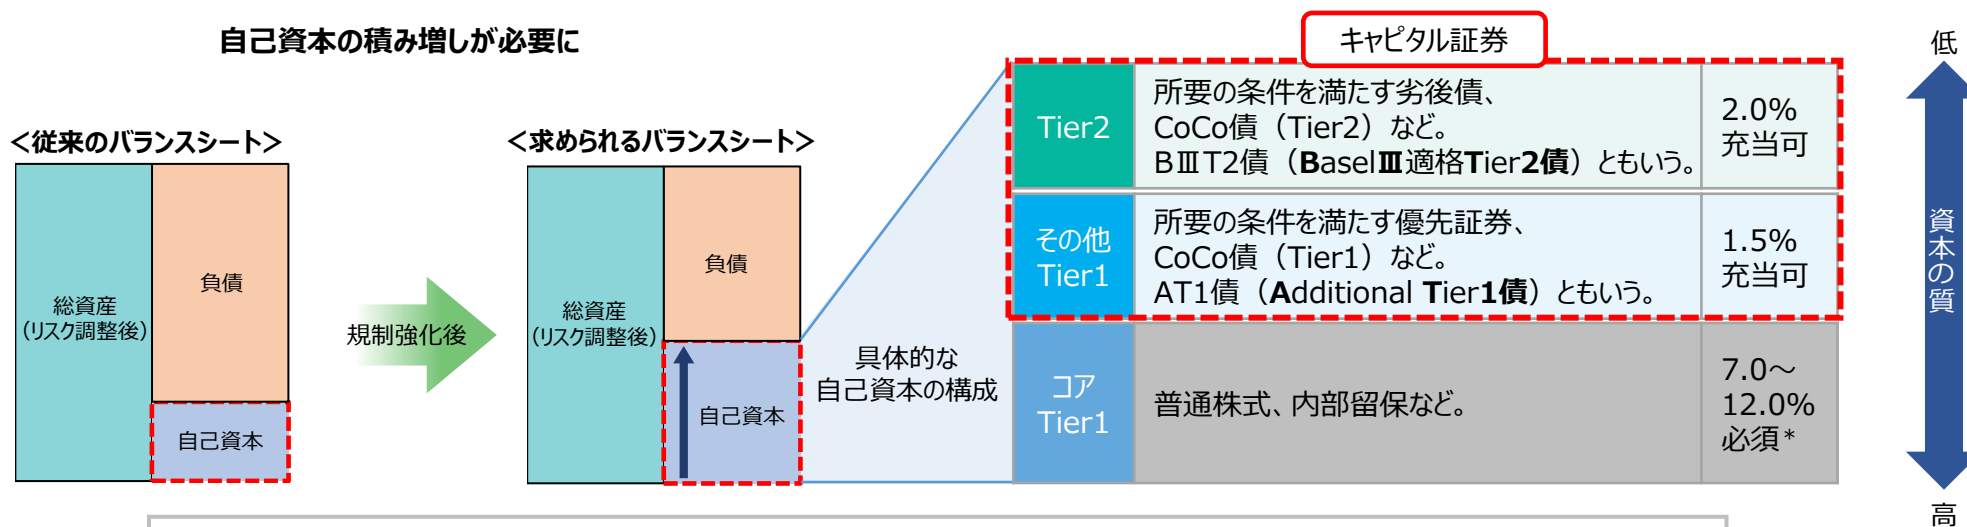 自己資本の積み増しが必要に
<従来のバランスシート>
総資産
(リスク調整後)
負債
自己資本
規制強化後
<求められるバランスシート>
総資産
(リスク調整後)
負債
自己資本
具体的な
自己資本の構成
キャピタル証券
Tier2
所要の条件を満たす劣後債、
CoCo債（Tier2）など。
BⅢT2債（BaselⅢ適格Tier2債）ともいう。
2.0%
充当可
その他
Tier1
所要の条件を満たす優先証券、
CoCo債（Tier1）など。
AT1債（Additional Tier1債）ともいう。
1.5%
充当可
コア
Tier1
普通株式、内部留保など。
7.0～
12.0%
必須*
低
資本の質
高